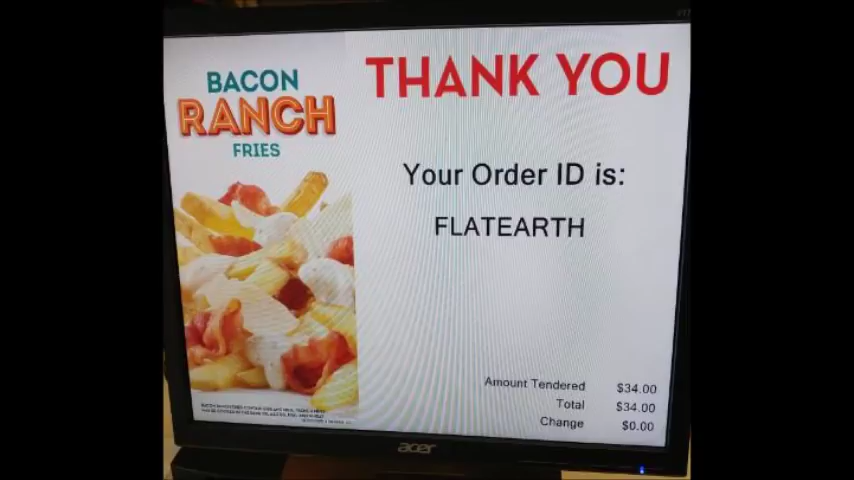 BACON
RANCH
FRIES
THANK YOU
Your Order ID is:
FLATEARTH
Amount Tendered $34.00
Total $34.00
Change $0.00
acer